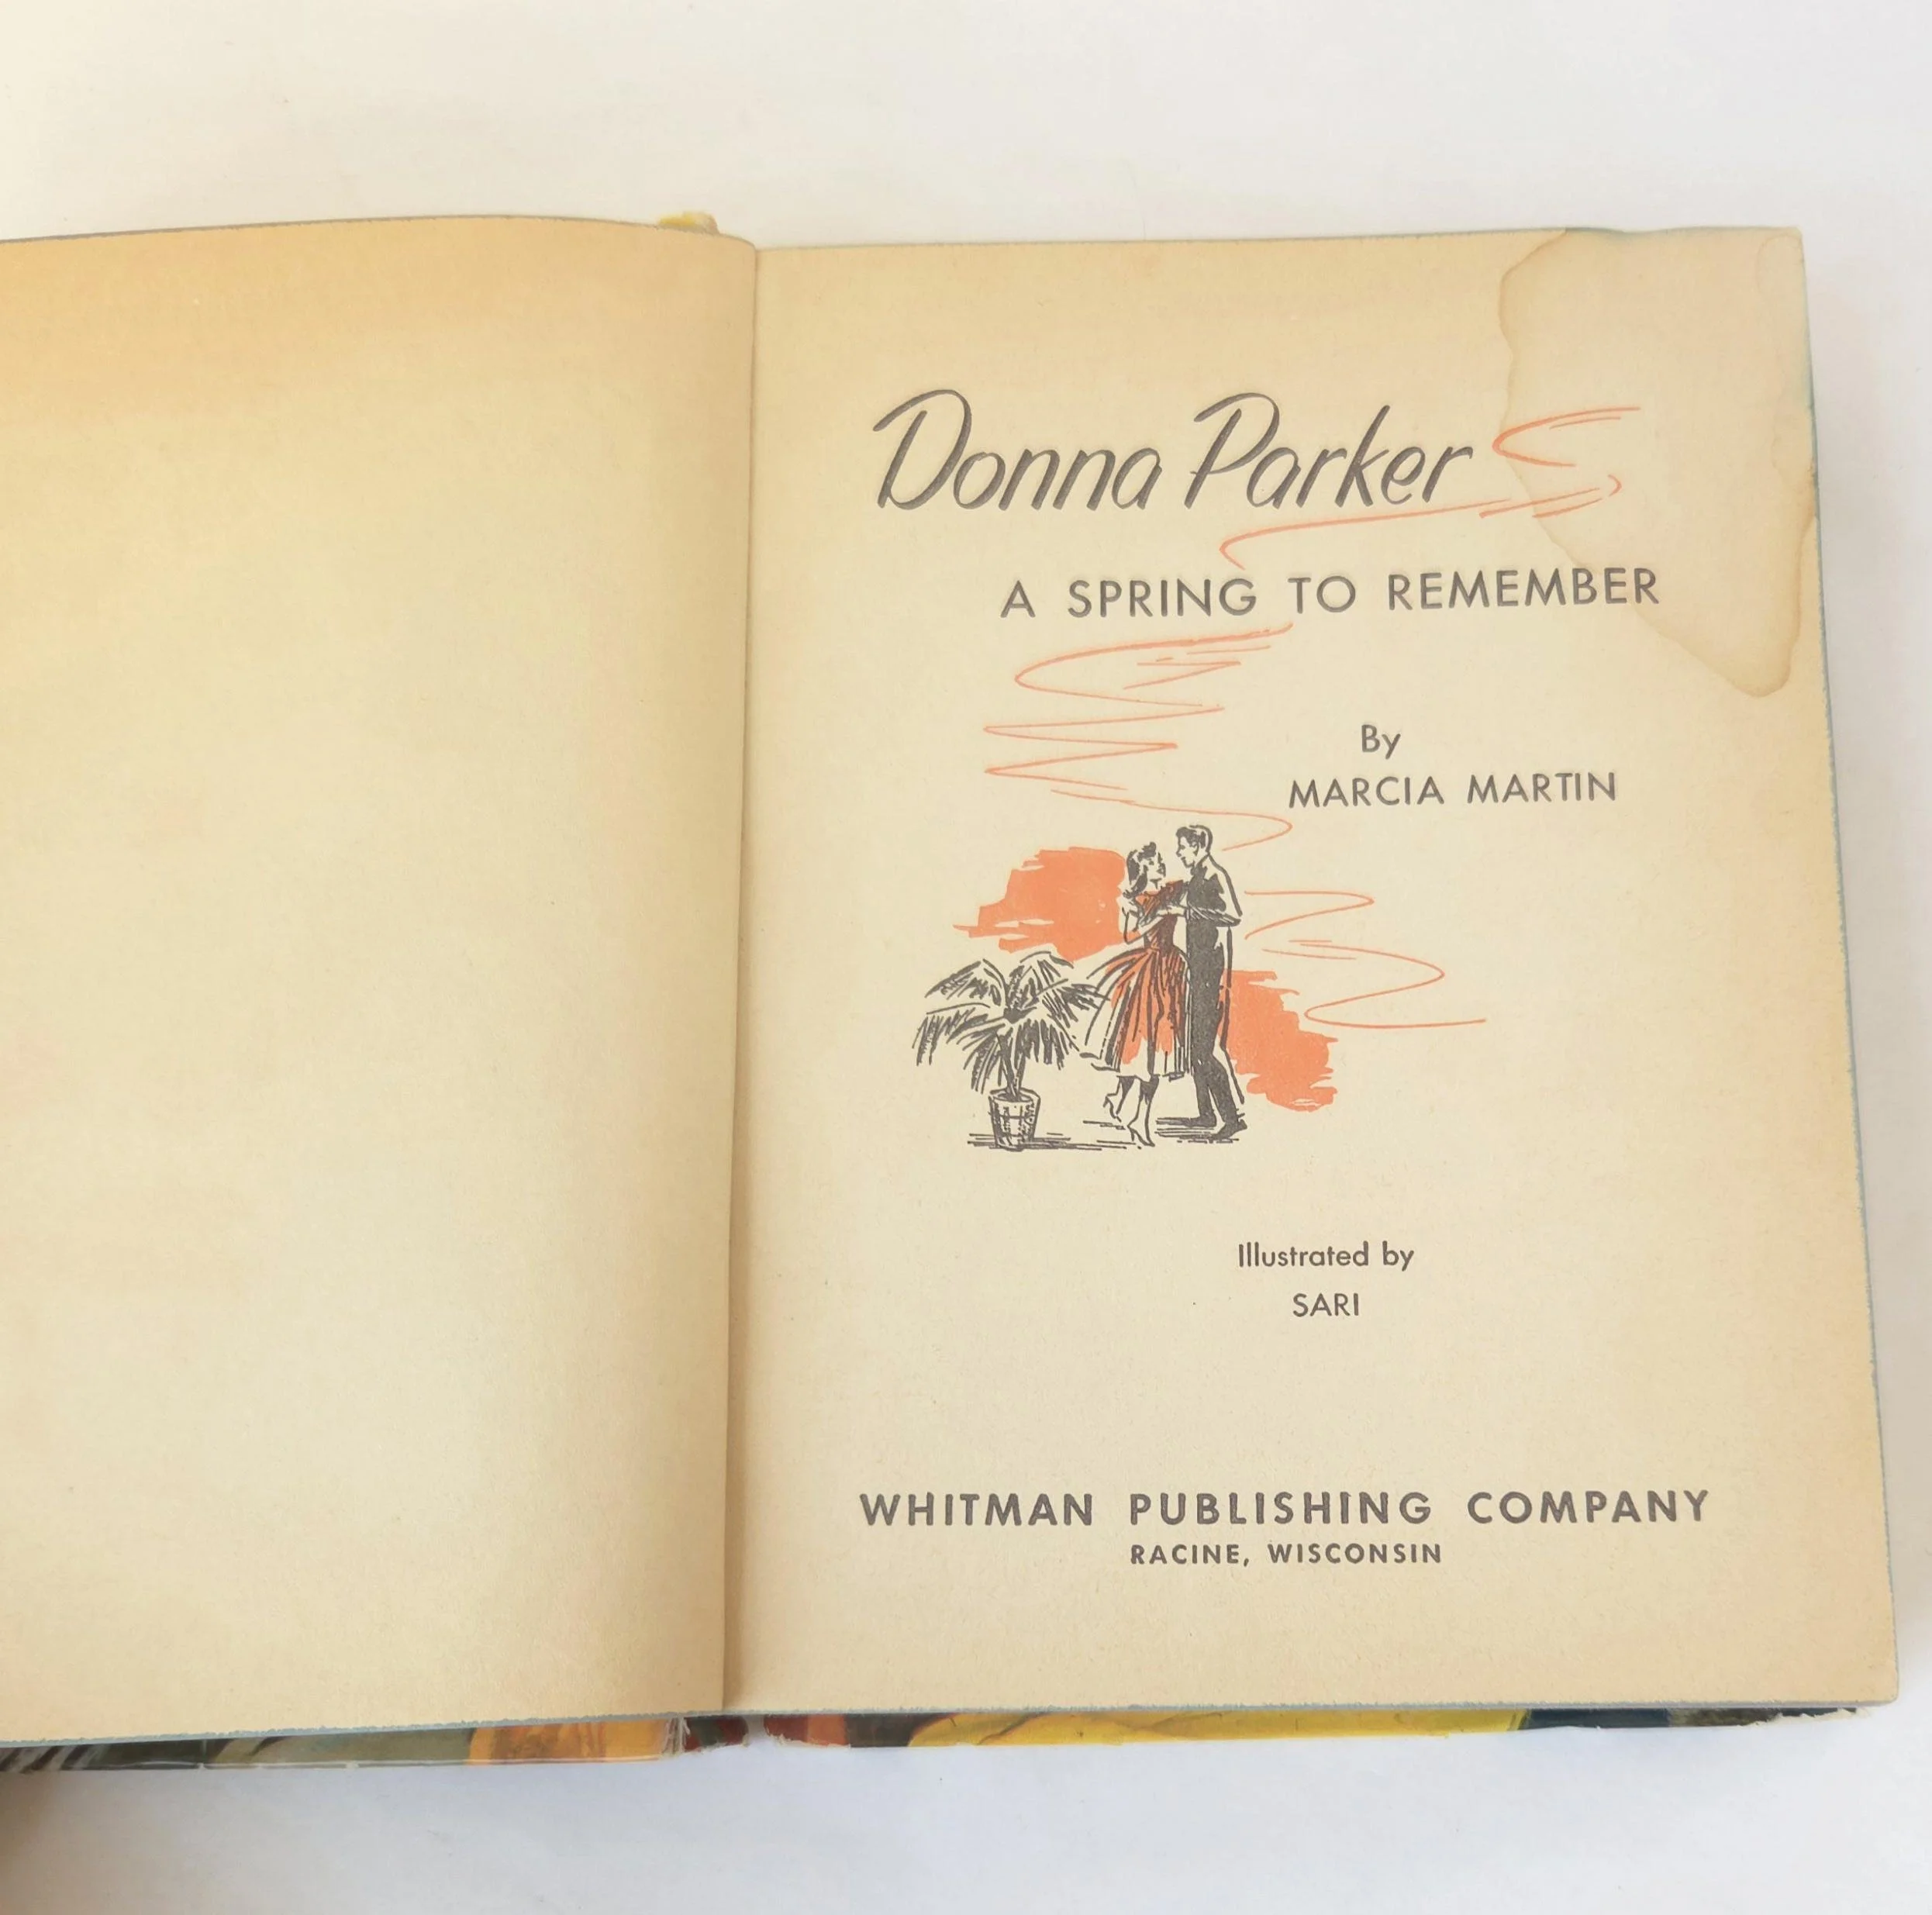 Donna Parker
A SPRING TO REMEMBER
By
MARCIA MARTIN
Illustrated by
SARI
WHITMAN PUBLISHING COMPANY
RACINE, WISCONSIN